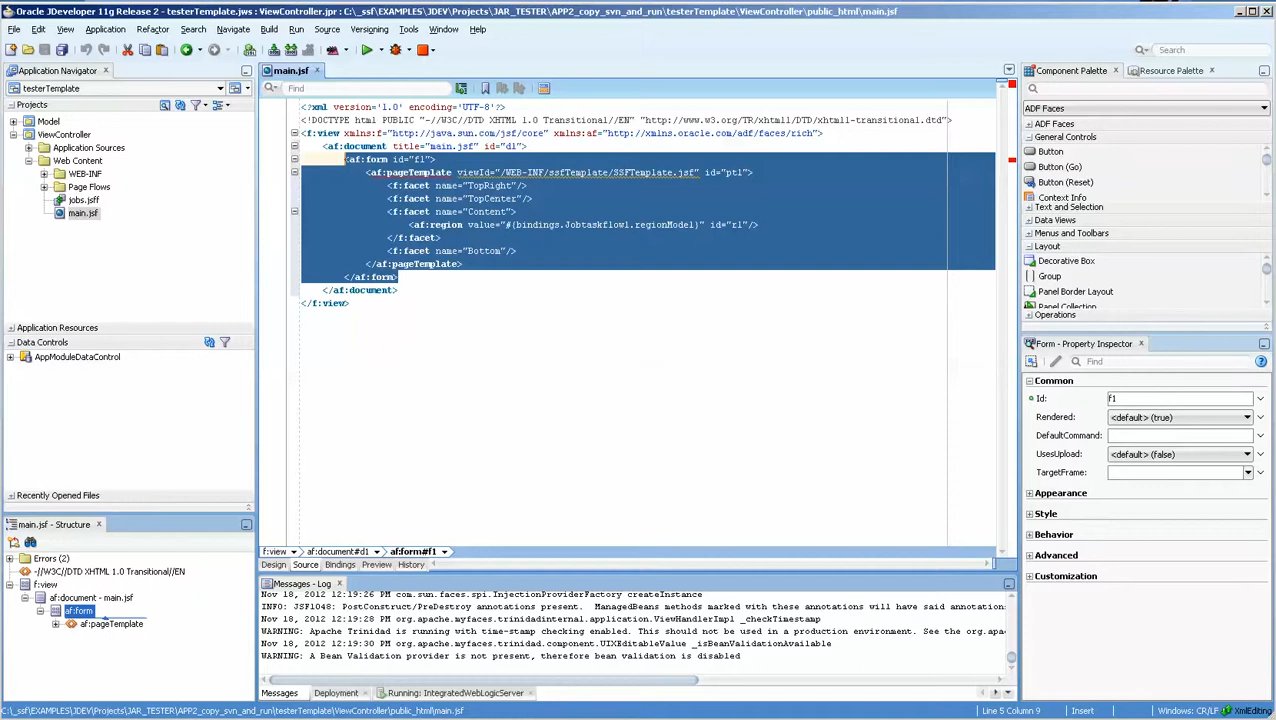 Oracle JDeveloper 11g Release 2 - testerTemplate.jws : ViewController.jpr : C:\_ssf\EXAMPLES\JDEV\Projects\JAR_TESTER\APP2_copy_svn_and_run\testerTemplate\ViewController\public_html\main.jsf
File Edit View Application Refactor Search Navigate Build Run Source Versioning Tools Window Help
Search
Application Navigator
main.jsf
Component Palette
Resource Palette
testerTemplate
Find
Projects
ADF Faces
Model
ViewController
Application Sources
Web Content
WEB-INF
Page Flows
jobs.jsff
main.jsf
<?xml version='1.0' encoding='UTF-8'?>
<!DOCTYPE html PUBLIC "-//W3C//DTD XHTML 1.0 Transitional//EN" "http://www.w3.org/TR/xhtml1/DTD/xhtml1-transitional.dtd">
<f:view xmlns:f="http://java.sun.com/jsf/core" xmlns:af="http://xmlns.oracle.com/adf/faces/rich">
<af:document title="main.jsf" id="d1">
<af:form id="f1">
<af:pageTemplate viewId="/WEB-INF/ssfTemplate/SSFTemplate.jsf" id="pt1">
<f:facet name="TopRight"/>
<f:facet name="TopCenter"/>
<f:facet name="Content">
<af:region value="#{bindings.Jobtaskflow1.regionModel}" id="r1"/>
</f:facet>
<f:facet name="Bottom"/>
</af:pageTemplate>
</af:form>
</af:document>
</f:view>
ADF Faces
General Controls
Button
Button (Reset)
Button (Reset)
Context Info
Text and Selection
Data Views
Menus and Toolbars
Layout
Decorative Box
Group
Panel Border Layout
Panel Collection
Operations
Application Resources
Data Controls
AppModuleDataControl
Recently Opened Files
Form - Property Inspector
Find
Common
Id: f1
Rendered: <default> (true)
DefaultCommand:
UsesUpload: <default> (false)
TargetFrame:
Appearance
Style
Behavior
Advanced
Customization
main.jsf - Structure
Errors (2)
-//W3C//DTD XHTML 1.0 Transitional//EN
f:view
af:document - main.jsf
af:form
af:pageTemplate
f:view af:document#d1 af:form#f1
Design Source Bindings Preview History
Messages - Log
Nov 18, 2012 12:19:26 PM com.sun.faces.spi.InjectionProviderFactory createInstance
INFO: JSF1048: PostConstruct/PreDestroy annotations present. ManagedBeans methods marked with these annotations will have said annotations
Nov 18, 2012 12:19:28 PM org.apache.myfaces.trinidadinternal.application.ViewHandlerImpl _checkTimestamp
WARNING: Apache Trinidad is running with time-stamp checking enabled. This should not be used in a production environment. See the org.apa
Nov 18, 2012 12:19:30 PM org.apache.myfaces.trinidad.component.UIXEditableValue _isBeanValidationAvailable
WARNING: A Bean Validation provider is not present, therefore bean validation is disabled
Messages Deployment Running: IntegratedWebLogicServer
C:\_ssf\EXAMPLES\JDEV\Projects\JAR_TESTER\APP2_copy_svn_and_run\testerTemplate\ViewController\public_html\main.jsf
Line 5 Column 9 Insert Windows: CR/LF XmlEditing